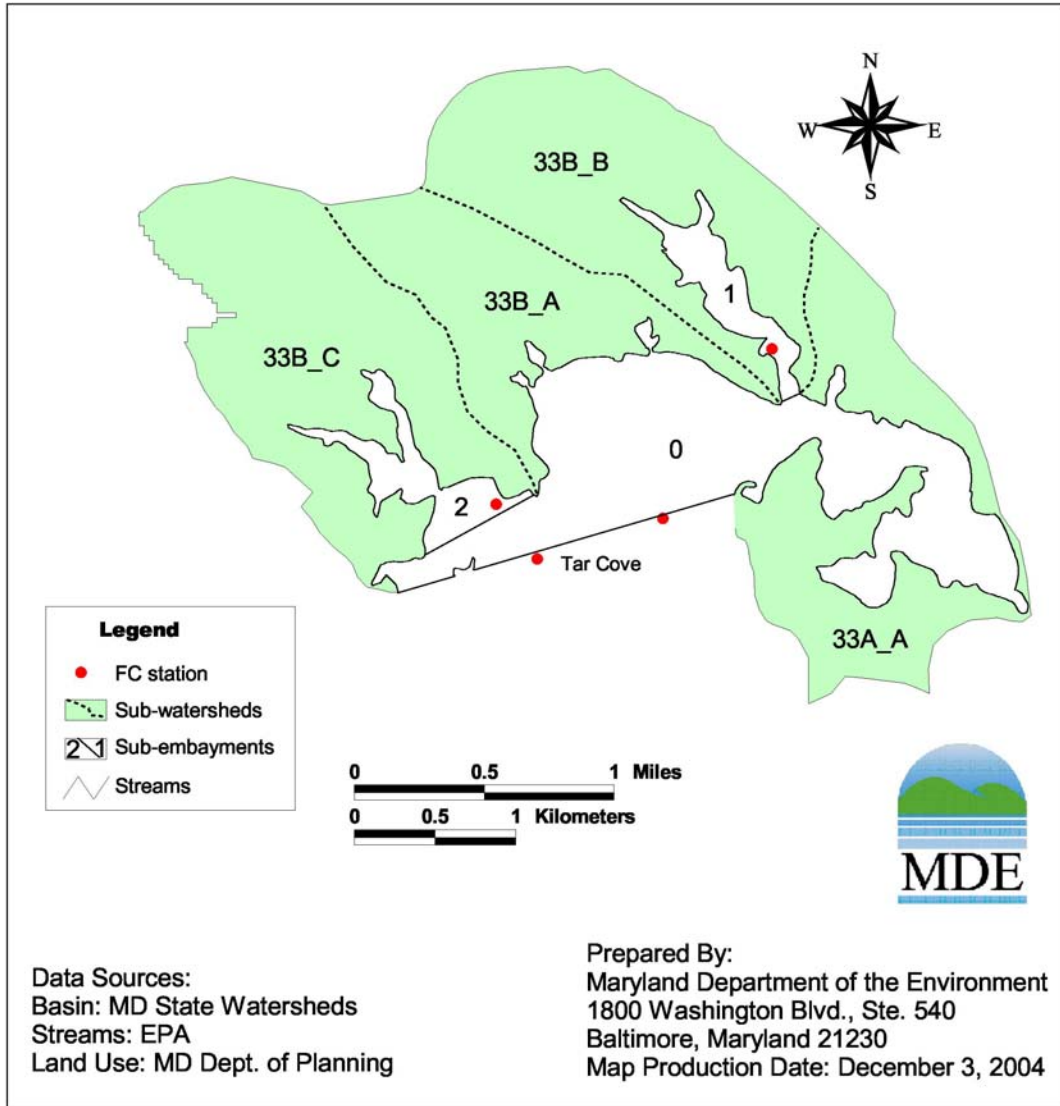 N
W E
S
33B_B
1
33B_A
33B_C
0
2
Tar Cove
33A_A
Legend
FC station
Sub-watersheds
2 1 Sub-embayments
Streams
0 0.5 1 Miles
0 0.5 1 Kilometers
MDE
Data Sources:
Basin: MD State Watersheds
Streams: EPA
Land Use: MD Dept. of Planning
Prepared By:
Maryland Department of the Environment
1800 Washington Blvd., Ste. 540
Baltimore, Maryland 21230
Map Production Date: December 3, 2004